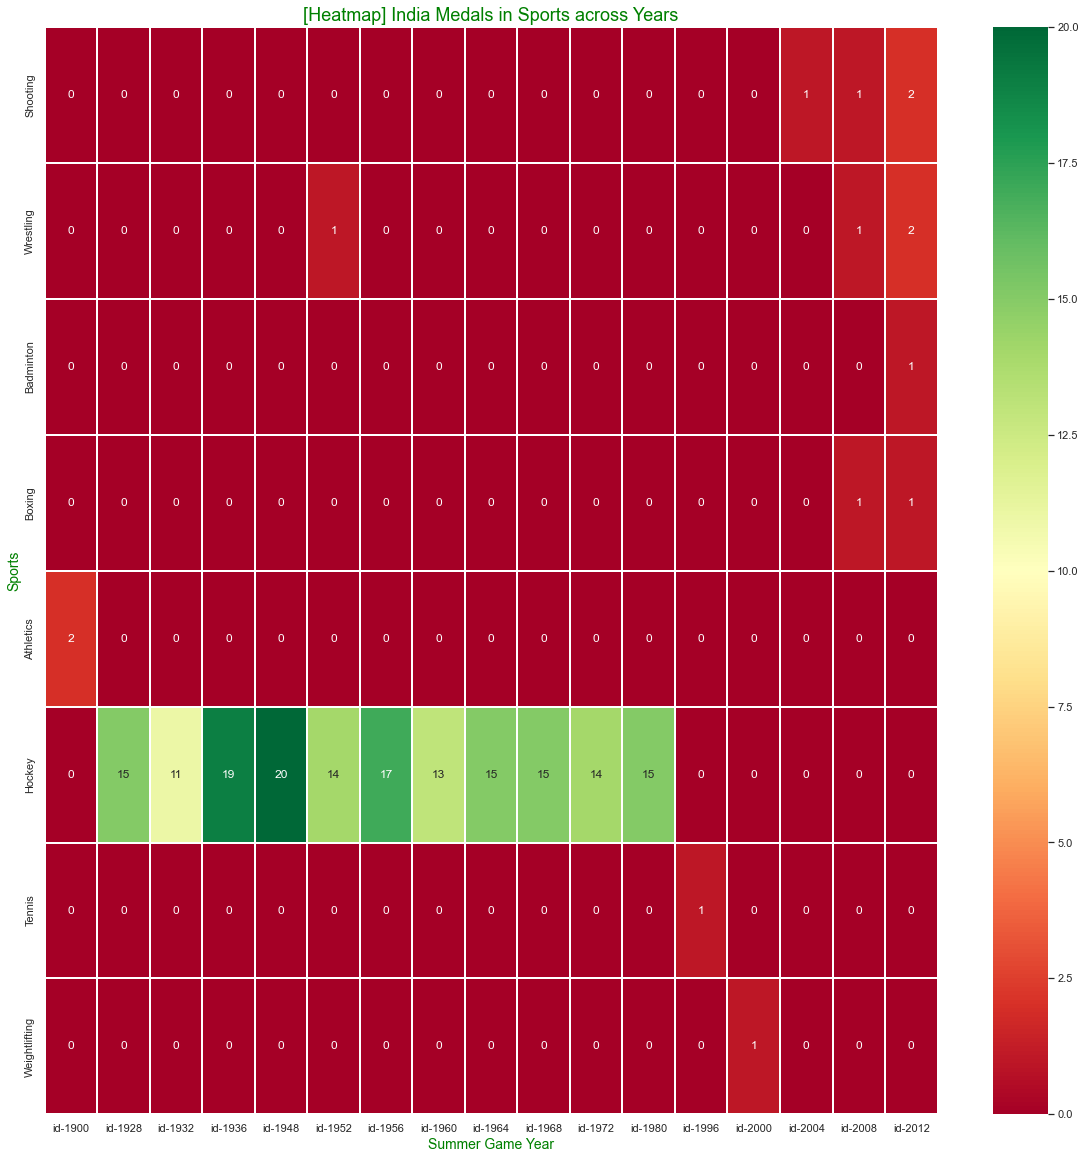 [Heatmap] India Medals in Sports across Years
Sports
Shooting 0 0 0 0 0 0 0 0 0 0 0 0 0 0 1 1 2
Wrestling 0 0 0 0 0 1 0 0 0 0 0 0 0 0 0 1 2
Badminton 0 0 0 0 0 0 0 0 0 0 0 0 0 0 0 0 1
Boxing 0 0 0 0 0 0 0 0 0 0 0 0 0 0 0 1 1
Athletics 2 0 0 0 0 0 0 0 0 0 0 0 0 0 0 0 0
Hockey 0 15 11 19 20 14 17 13 15 15 14 15 0 0 0 0 0
Tennis 0 0 0 0 0 0 0 0 0 0 0 0 1 0 0 0 0
Weightlifting 0 0 0 0 0 0 0 0 0 0 0 0 0 1 0 0 0
id-1900 id-1928 id-1932 id-1936 id-1948 id-1952 id-1956 id-1960 id-1964 id-1968 id-1972 id-1980 id-1996 id-2000 id-2004 id-2008 id-2012
Summer Game Year
20.0
17.5
15.0
12.5
10.0
7.5
5.0
2.5
0.0